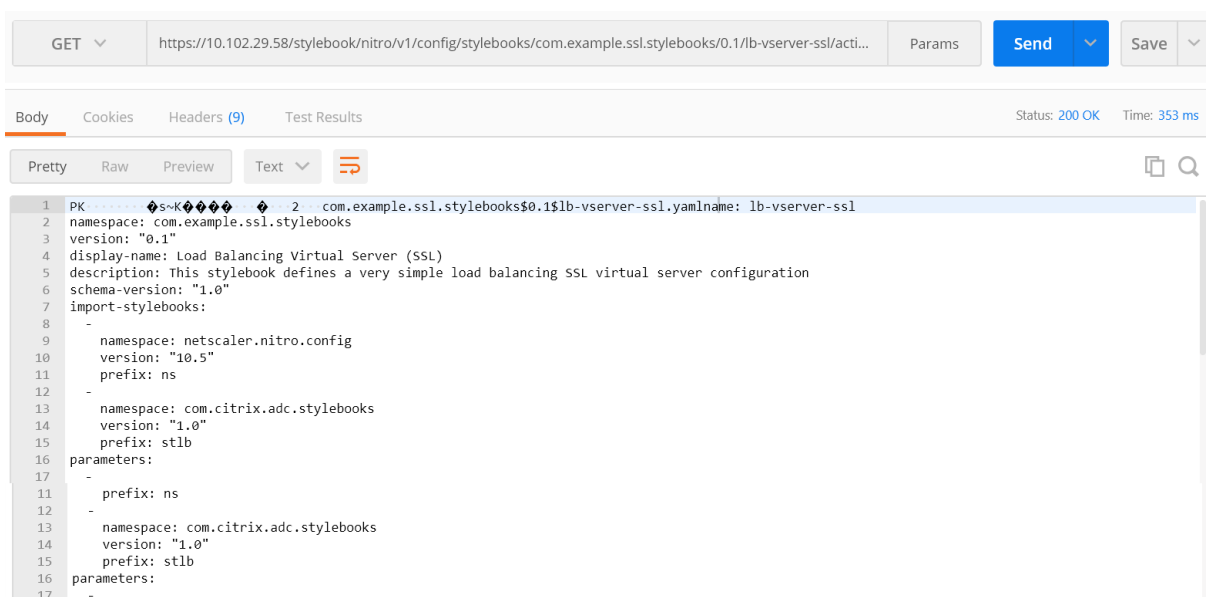 GET
https://10.102.29.58/stylebook/nitro/v1/config/stylebooks/com.example.ssl.stylebooks/0.1/lb-vserver-ssl/acti...
Params
Send
Save
Body
Cookies
Headers (9)
Test Results
Status: 200 OK
Time: 353 ms
Pretty
Raw
Preview
Text
1 PK········�s~K���� ··�···2···com.example.ssl.stylebooks$0.1$lb-vserver-ssl.yamlname: lb-vserver-ssl
2 namespace: com.example.ssl.stylebooks
3 version: "0.1"
4 display-name: Load Balancing Virtual Server (SSL)
5 description: This stylebook defines a very simple load balancing SSL virtual server configuration
6 schema-version: "1.0"
7 import-stylebooks:
8 -
9 namespace: netscaler.nitro.config
10 version: "10.5"
11 prefix: ns
12 -
13 namespace: com.citrix.adc.stylebooks
14 version: "1.0"
15 prefix: stlb
16 parameters:
17 -
11 prefix: ns
12 -
13 namespace: com.citrix.adc.stylebooks
14 version: "1.0"
15 prefix: stlb
16 parameters:
17 -